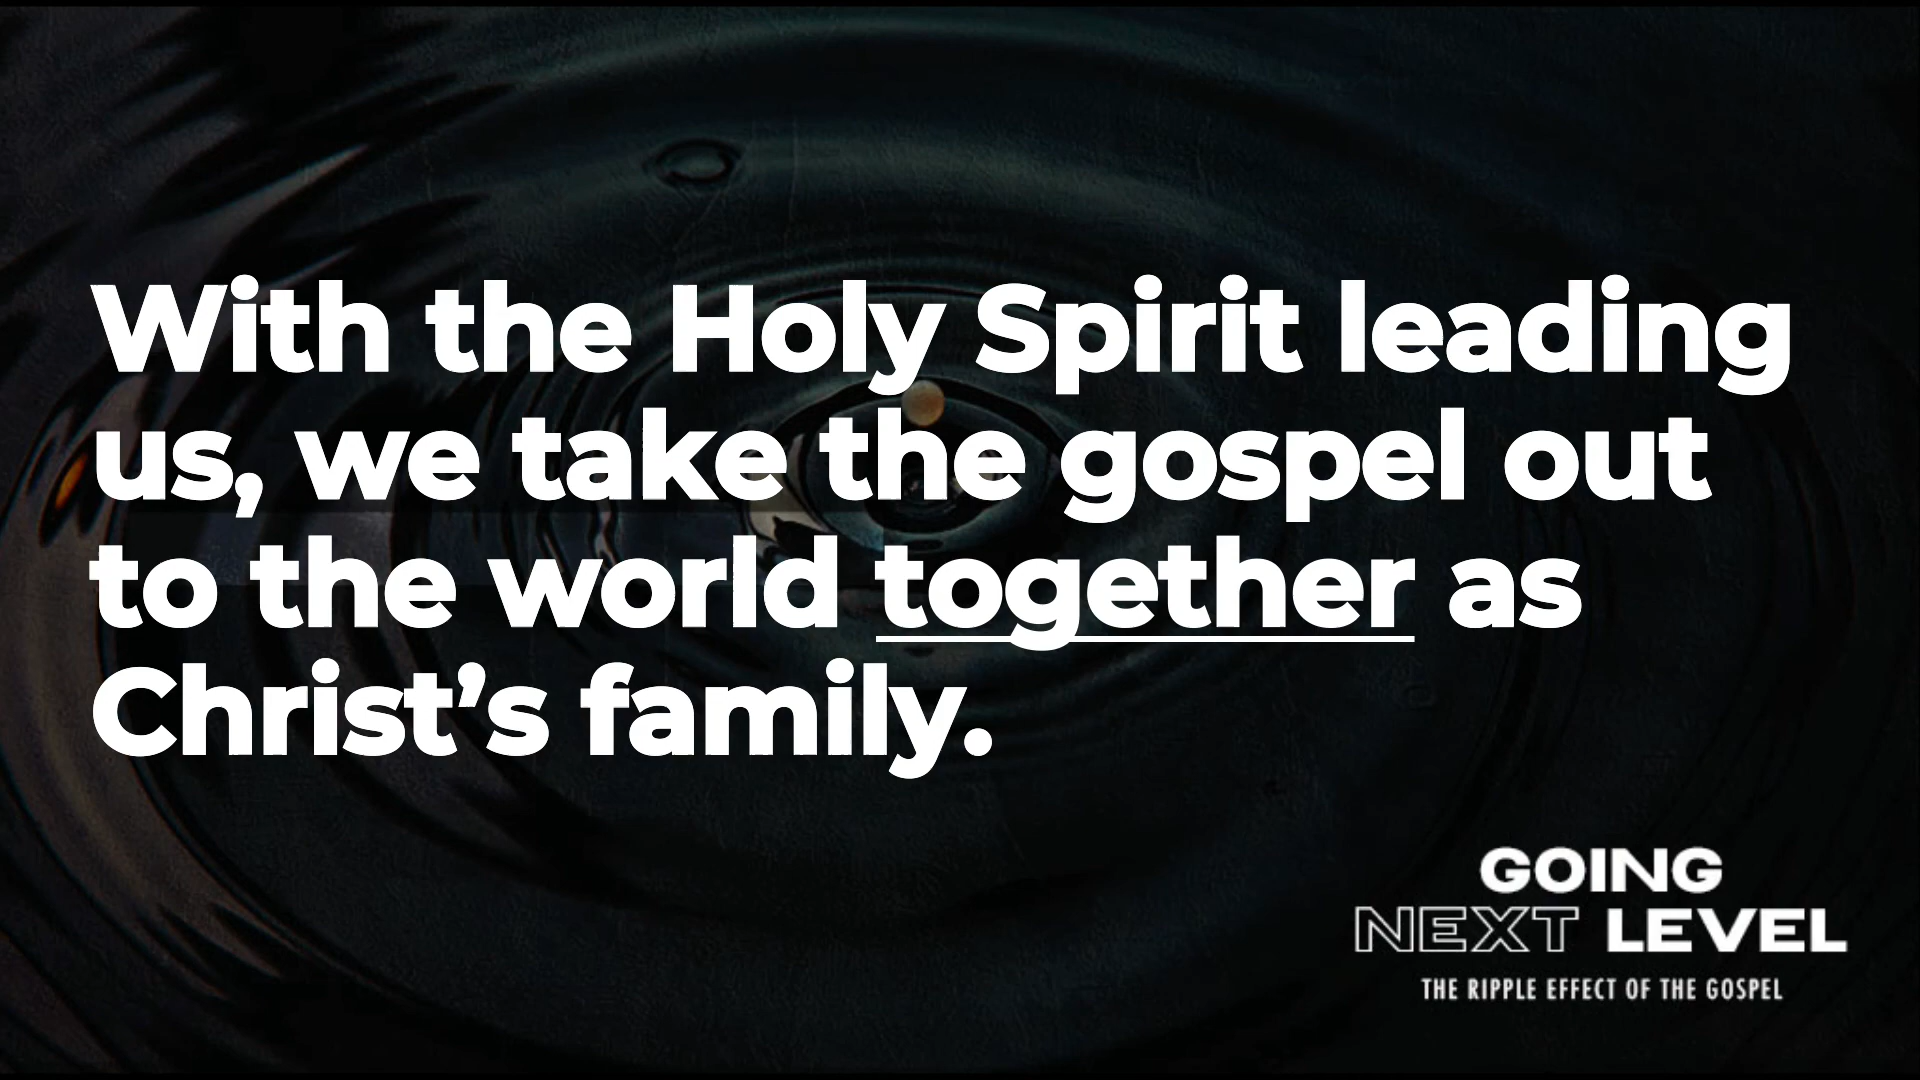 With the Holy Spirit leading
us, we take the gospel out
to the world together as
Christ’s family.
GOING
NEXT LEVEL
THE RIPPLE EFFECT OF THE GOSPEL